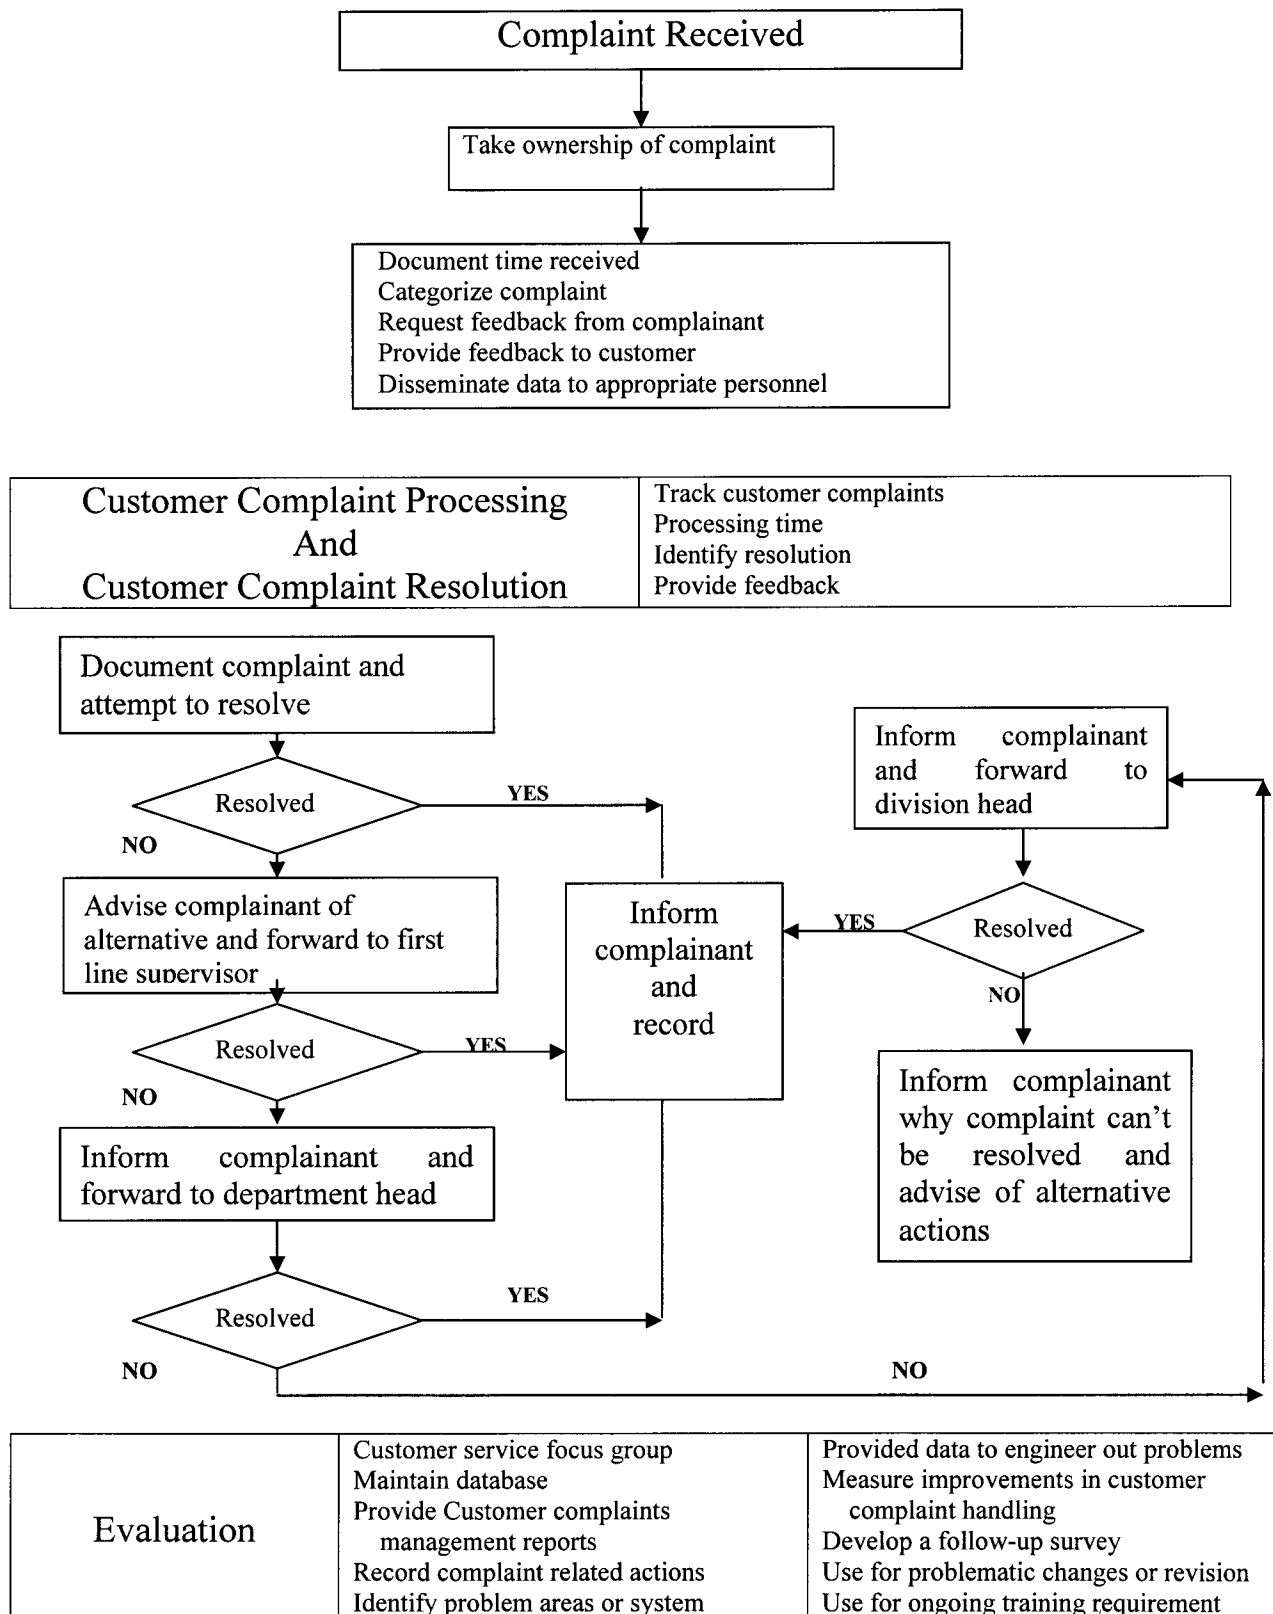 Complaint Received
Take ownership of complaint
Document time received
Categorize complaint
Request feedback from complainant
Provide feedback to customer
Disseminate data to appropriate personnel
Customer Complaint Processing
And
Customer Complaint Resolution
Track customer complaints
Processing time
Identify resolution
Provide feedback
Document complaint and
attempt to resolve
Resolved
YES
NO
Advise complainant of
alternative and forward to first
line supervisor
Resolved
YES
NO
Inform complainant and
forward to department head
Resolved
YES
NO
NO
Inform
complainant
and
record
Inform complainant
and forward to
division head
Resolved
YES
NO
Inform complainant
why complaint can't
be resolved and
advise of alternative
actions
Evaluation
Customer service focus group
Maintain database
Provide Customer complaints
management reports
Record complaint related actions
Identify problem areas or system
Provided data to engineer out problems
Measure improvements in customer
complaint handling
Develop a follow-up survey
Use for problematic changes or revision
Use for ongoing training requirement